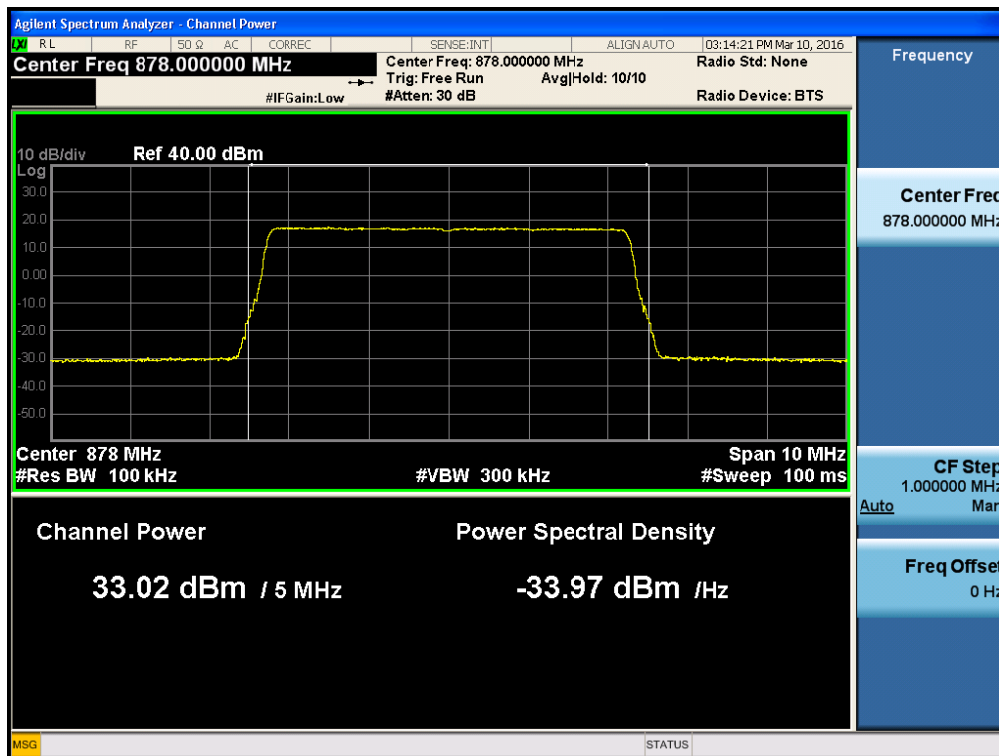 Agilent Spectrum Analyzer - Channel Power
LXI RL RF 50 Ω AC CORREC SENSE:INT ALIGNAUTO 03:14:21 PM Mar 10, 2016
Center Freq 878.000000 MHz
Center Freq: 878.000000 MHz Radio Std: None
Trig: Free Run Avg|Hold: 10/10
#IFGain:Low #Atten: 30 dB Radio Device: BTS
10 dB/div Ref 40.00 dBm
Log
30.0
20.0
10.0
0.00
-10.0
-20.0
-30.0
-40.0
-50.0
Center 878 MHz Span 10 MHz
#Res BW 100 kHz #VBW 300 kHz #Sweep 100 ms
Channel Power Power Spectral Density
33.02 dBm / 5 MHz -33.97 dBm /Hz
Frequency
Center Freq
878.000000 MHz
CF Step
1.000000 MHz
Auto Man
Freq Offset
0 Hz
MSG STATUS